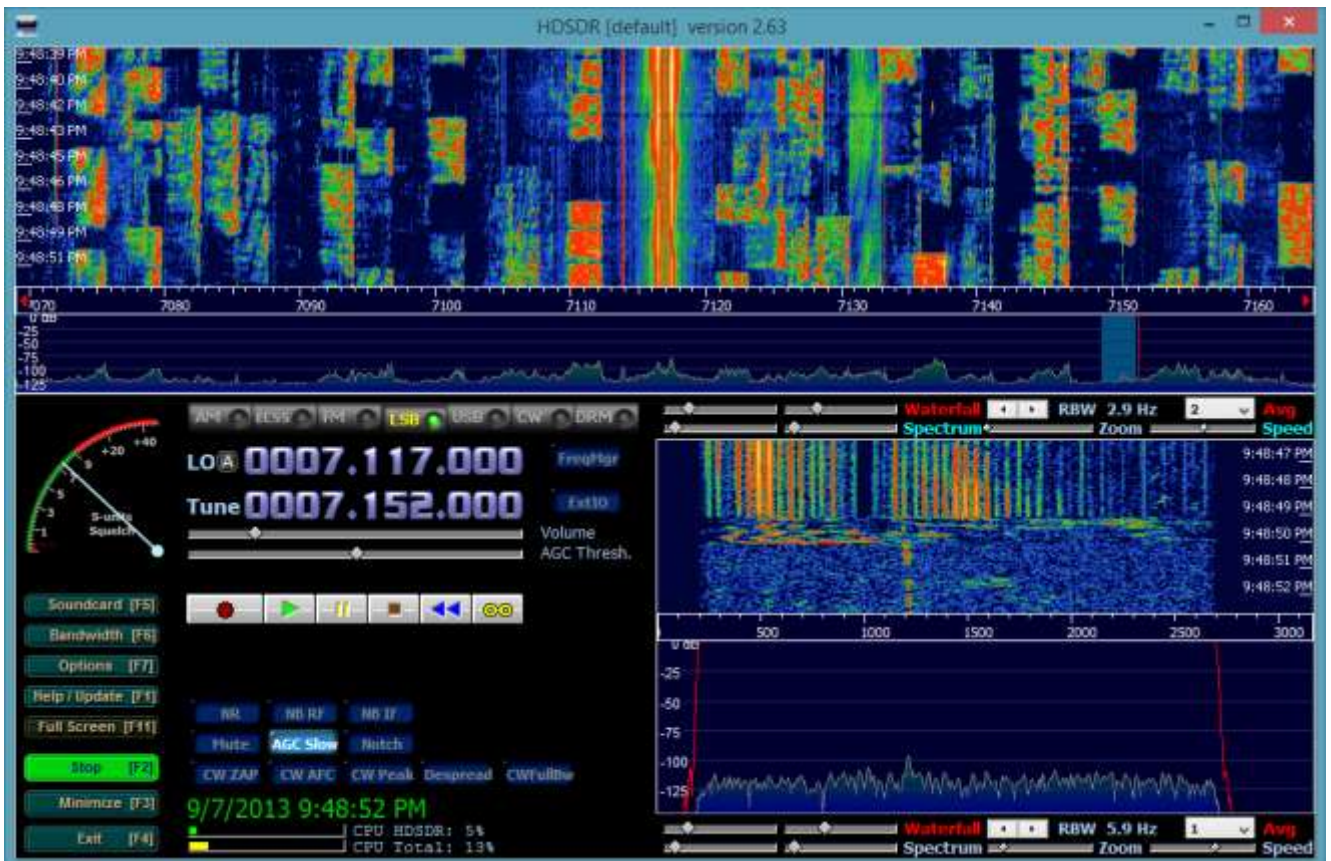 HDSDR [default] version 2.63
9:48:39 PM
9:48:40 PM
9:48:42 PM
9:48:43 PM
9:48:45 PM
9:48:46 PM
9:48:48 PM
9:48:49 PM
9:48:51 PM
7070 7080 7090 7100 7110 7120 7130 7140 7150 7160
0 dB
-25
-50
-75
-100
-125
AM ECSS FM LSB USB CW DRM
Waterfall RBW 2.9 Hz 2 Avg
Spectrum Zoom Speed
+20 +40
9
5
3
1
S-units
Squelch
LO A 0007.117.000 FreqMgr
Tune 0007.152.000 ExtIO
Volume
AGC Thresh.
9:48:47 PM
9:48:48 PM
9:48:49 PM
9:48:50 PM
9:48:51 PM
9:48:52 PM
Soundcard [F5]
Bandwidth [F6]
Options [F7]
Help / Update [F1]
Full Screen [F11]
Stop [F2]
Minimize [F3]
Exit [F4]
500 1000 1500 2000 2500 3000
0 dB
-25
-50
-75
-100
-125
NR NB RF NB IF
Mute AGC Slow Notch
CW ZAP CW AFC CW Peak Despread CWFullBw
9/7/2013 9:48:52 PM
CPU HDSDR: 5%
CPU Total: 13%
Waterfall RBW 5.9 Hz 1 Avg
Spectrum Zoom Speed